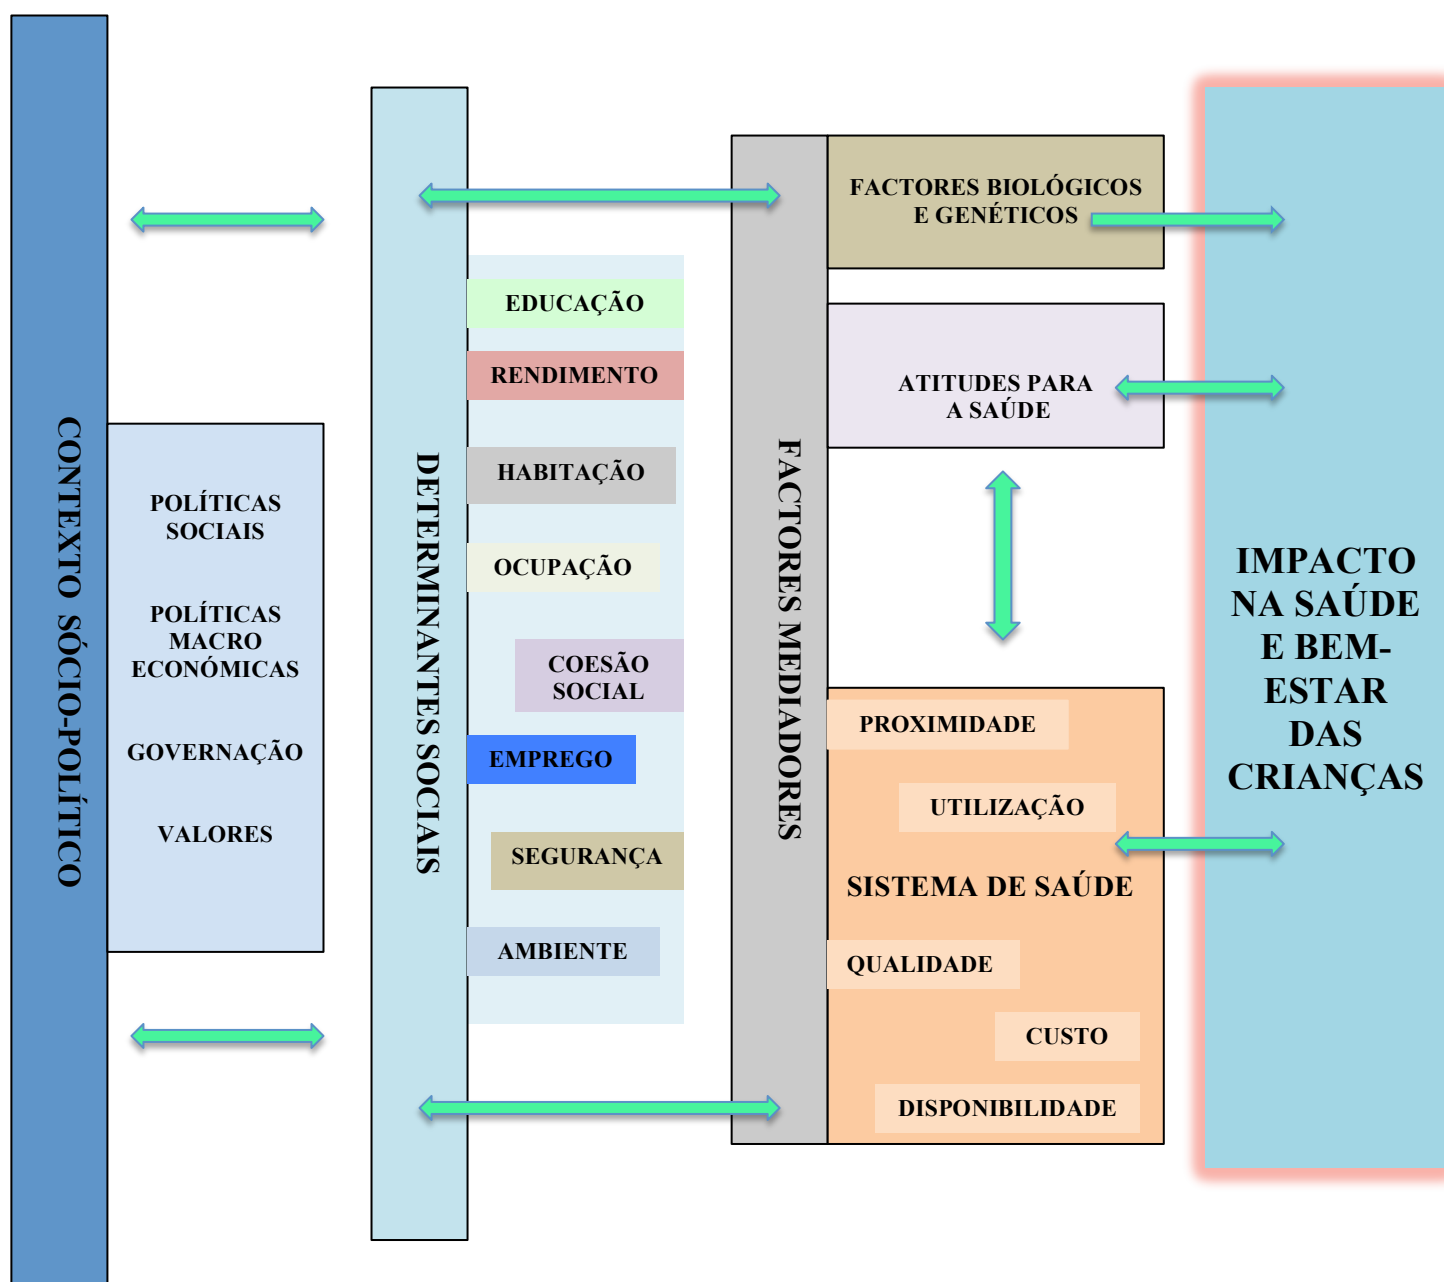 CONTEXTO SÓCIO-POLÍTICO
POLÍTICAS
SOCIAIS
POLÍTICAS
MACRO
ECONÓMICAS
GOVERNAÇÃO
VALORES
DETERMINANTES SOCIAIS
EDUCAÇÃO
RENDIMENTO
HABITAÇÃO
OCUPAÇÃO
COESÃO
SOCIAL
EMPREGO
SEGURANÇA
AMBIENTE
FACTORES MEDIADORES
FACTORES BIOLÓGICOS
E GENÉTICOS
ATITUDES PARA
A SAÚDE
PROXIMIDADE
UTILIZAÇÃO
SISTEMA DE SAÚDE
QUALIDADE
CUSTO
DISPONIBILIDADE
IMPACTO
NA SAÚDE
E BEM-
ESTAR
DAS
CRIANÇAS